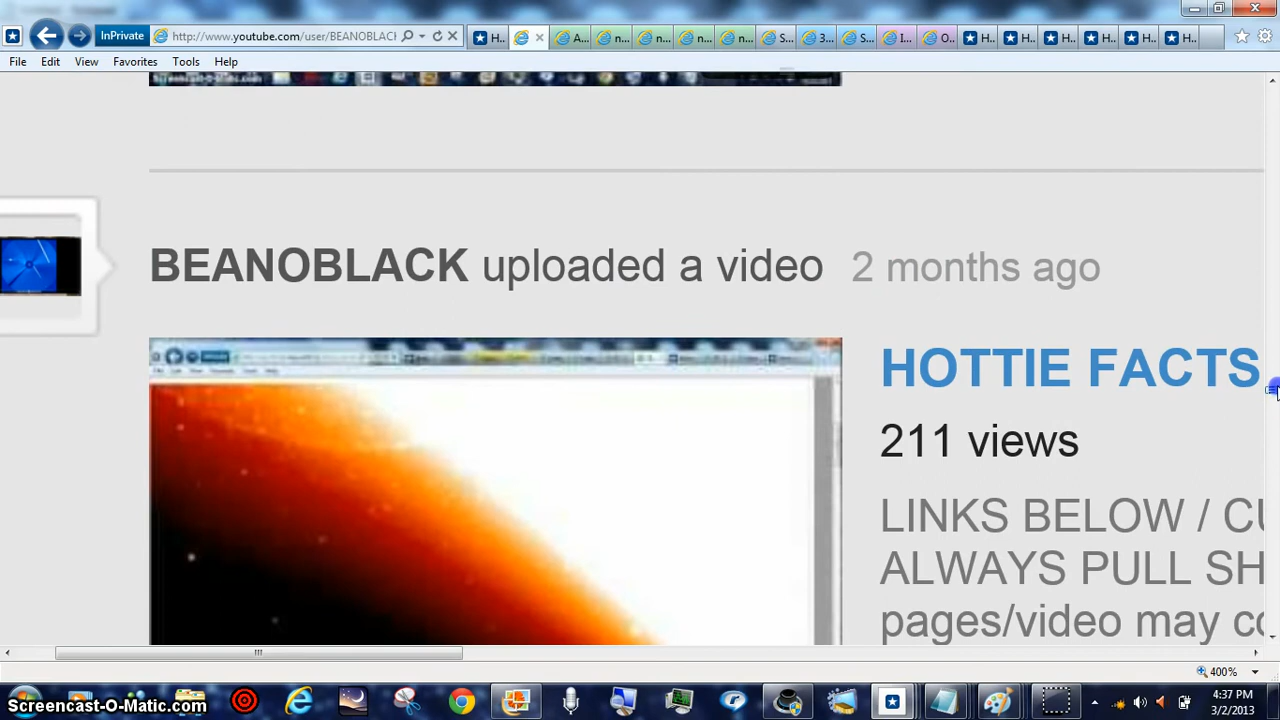 InPrivate http://www.youtube.com/user/BEANOBLACK
H... A... n... n... n... n... S... 3... S... I... O... H... H... H... H... H... H...
File Edit View Favorites Tools Help
BEANOBLACK uploaded a video 2 months ago
HOTTIE FACTS
211 views
LINKS BELOW / CU
ALWAYS PULL SH
pages/video may co
400%
Screencast-O-Matic.com
4:37 PM
3/2/2013